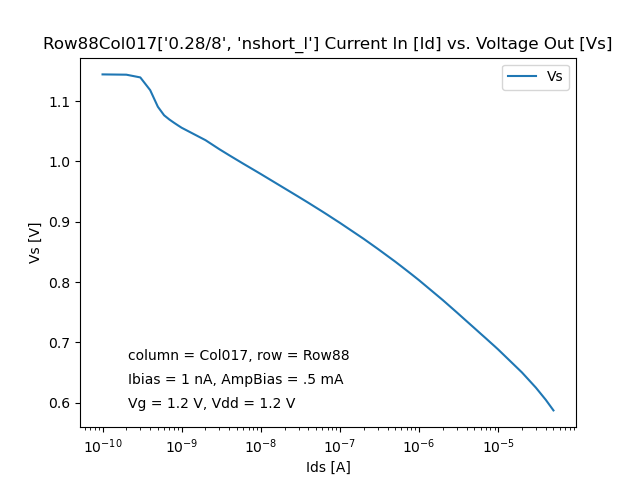 Row88Col017['0.28/8', 'nshort_l'] Current In [Id] vs. Voltage Out [Vs]
Vs
1.1
1.0
0.9
0.8
0.7
0.6
Vs [V]
column = Col017, row = Row88
Ibias = 1 nA, AmpBias = .5 mA
Vg = 1.2 V, Vdd = 1.2 V
10⁻¹⁰ 10⁻⁹ 10⁻⁸ 10⁻⁷ 10⁻⁶ 10⁻⁵
Ids [A]